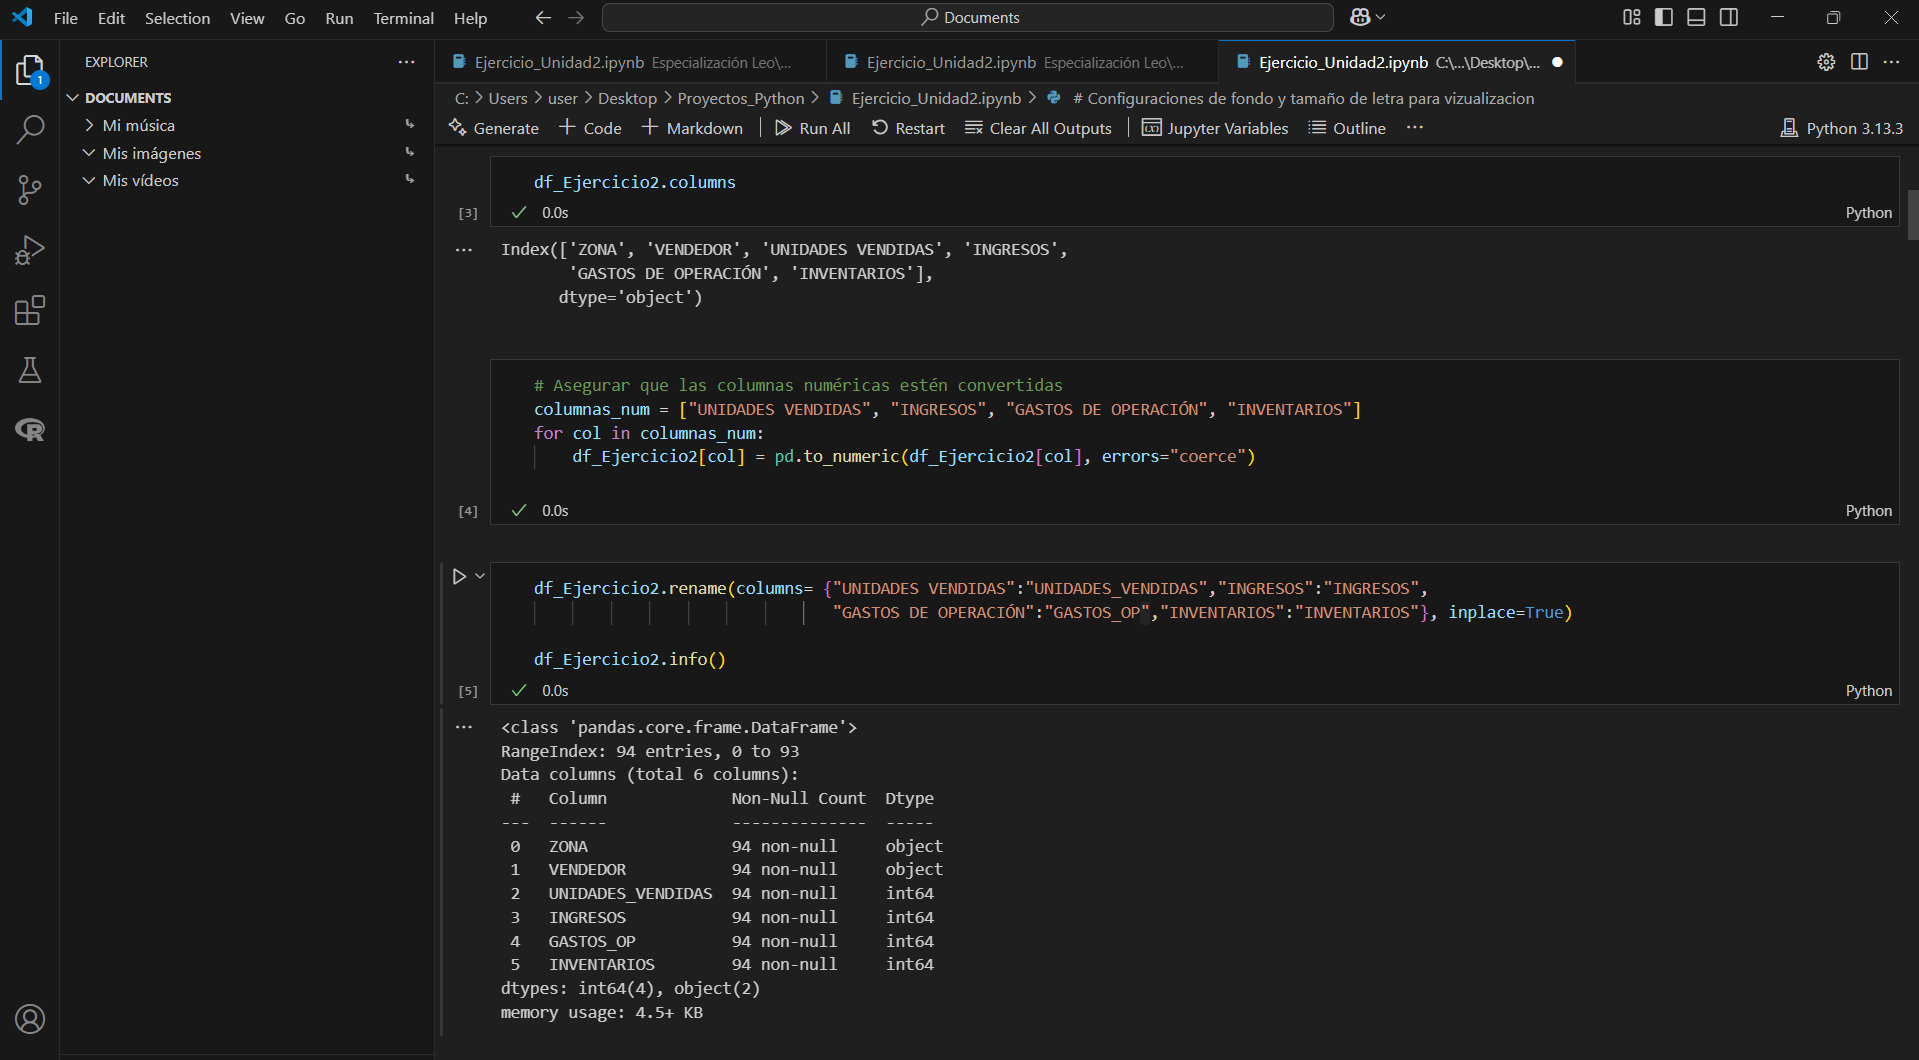 File Edit Selection View Go Run Terminal Help
Documents
EXPLORER
1
DOCUMENTS
Mi música
Mis imágenes
Mis vídeos
Ejercicio_Unidad2.ipynb Especialización Leo\...
Ejercicio_Unidad2.ipynb Especialización Leo\...
Ejercicio_Unidad2.ipynb C:\...\Desktop\...
C: > Users > user > Desktop > Proyectos_Python > Ejercicio_Unidad2.ipynb > # Configuraciones de fondo y tamaño de letra para vizualizacion
Generate + Code + Markdown Run All Restart Clear All Outputs Jupyter Variables Outline ... Python 3.13.3
df_Ejercicio2.columns
[3] 0.0s Python
... Index(['ZONA', 'VENDEDOR', 'UNIDADES VENDIDAS', 'INGRESOS',
'GASTOS DE OPERACIÓN', 'INVENTARIOS'],
dtype='object')
# Asegurar que las columnas numéricas estén convertidas
columnas_num = ["UNIDADES VENDIDAS", "INGRESOS", "GASTOS DE OPERACIÓN", "INVENTARIOS"]
for col in columnas_num:
df_Ejercicio2[col] = pd.to_numeric(df_Ejercicio2[col], errors="coerce")
[4] 0.0s Python
df_Ejercicio2.rename(columns= {"UNIDADES VENDIDAS":"UNIDADES_VENDIDAS","INGRESOS":"INGRESOS",
"GASTOS DE OPERACIÓN":"GASTOS_OP","INVENTARIOS":"INVENTARIOS"}, inplace=True)
df_Ejercicio2.info()
[5] 0.0s Python
... <class 'pandas.core.frame.DataFrame'>
RangeIndex: 94 entries, 0 to 93
Data columns (total 6 columns):
# Column Non-Null Count Dtype
--- ------ -------------- -----
0 ZONA 94 non-null object
1 VENDEDOR 94 non-null object
2 UNIDADES_VENDIDAS 94 non-null int64
3 INGRESOS 94 non-null int64
4 GASTOS_OP 94 non-null int64
5 INVENTARIOS 94 non-null int64
dtypes: int64(4), object(2)
memory usage: 4.5+ KB